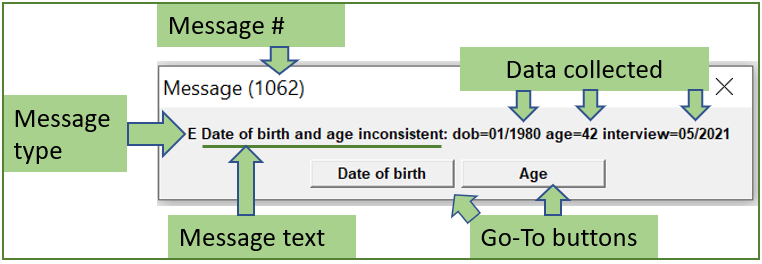 Message #
Message (1062)
Data collected
Message
type
E Date of birth and age inconsistent: dob=01/1980 age=42 interview=05/2021
Date of birth
Age
Message text
Go-To buttons